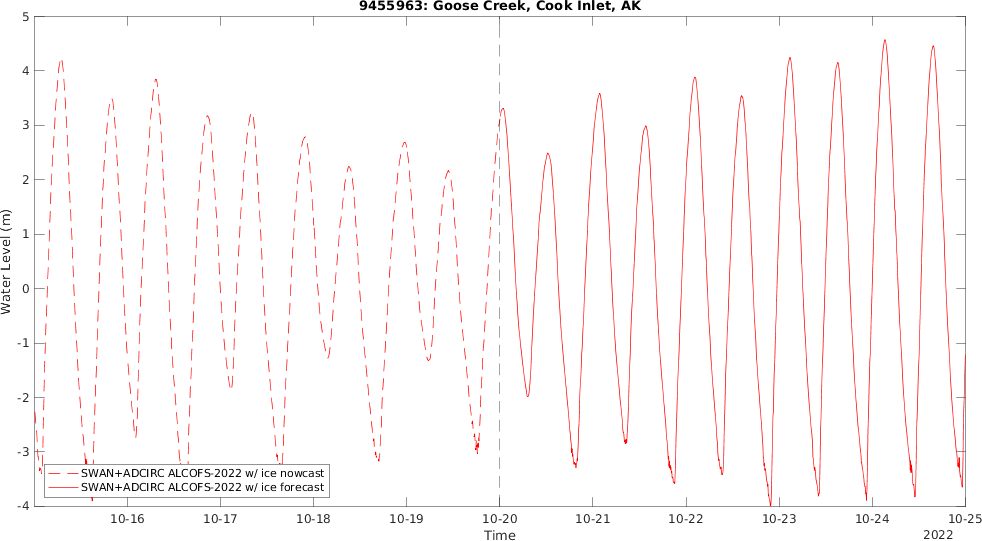 9455963: Goose Creek, Cook Inlet, AK
5
4
3
2
1
0
-1
-2
-3
-4
Water Level (m)
SWAN+ADCIRC ALCOFS-2022 w/ ice nowcast
SWAN+ADCIRC ALCOFS-2022 w/ ice forecast
10-16 10-17 10-18 10-19 10-20 10-21 10-22 10-23 10-24 10-25
Time
2022